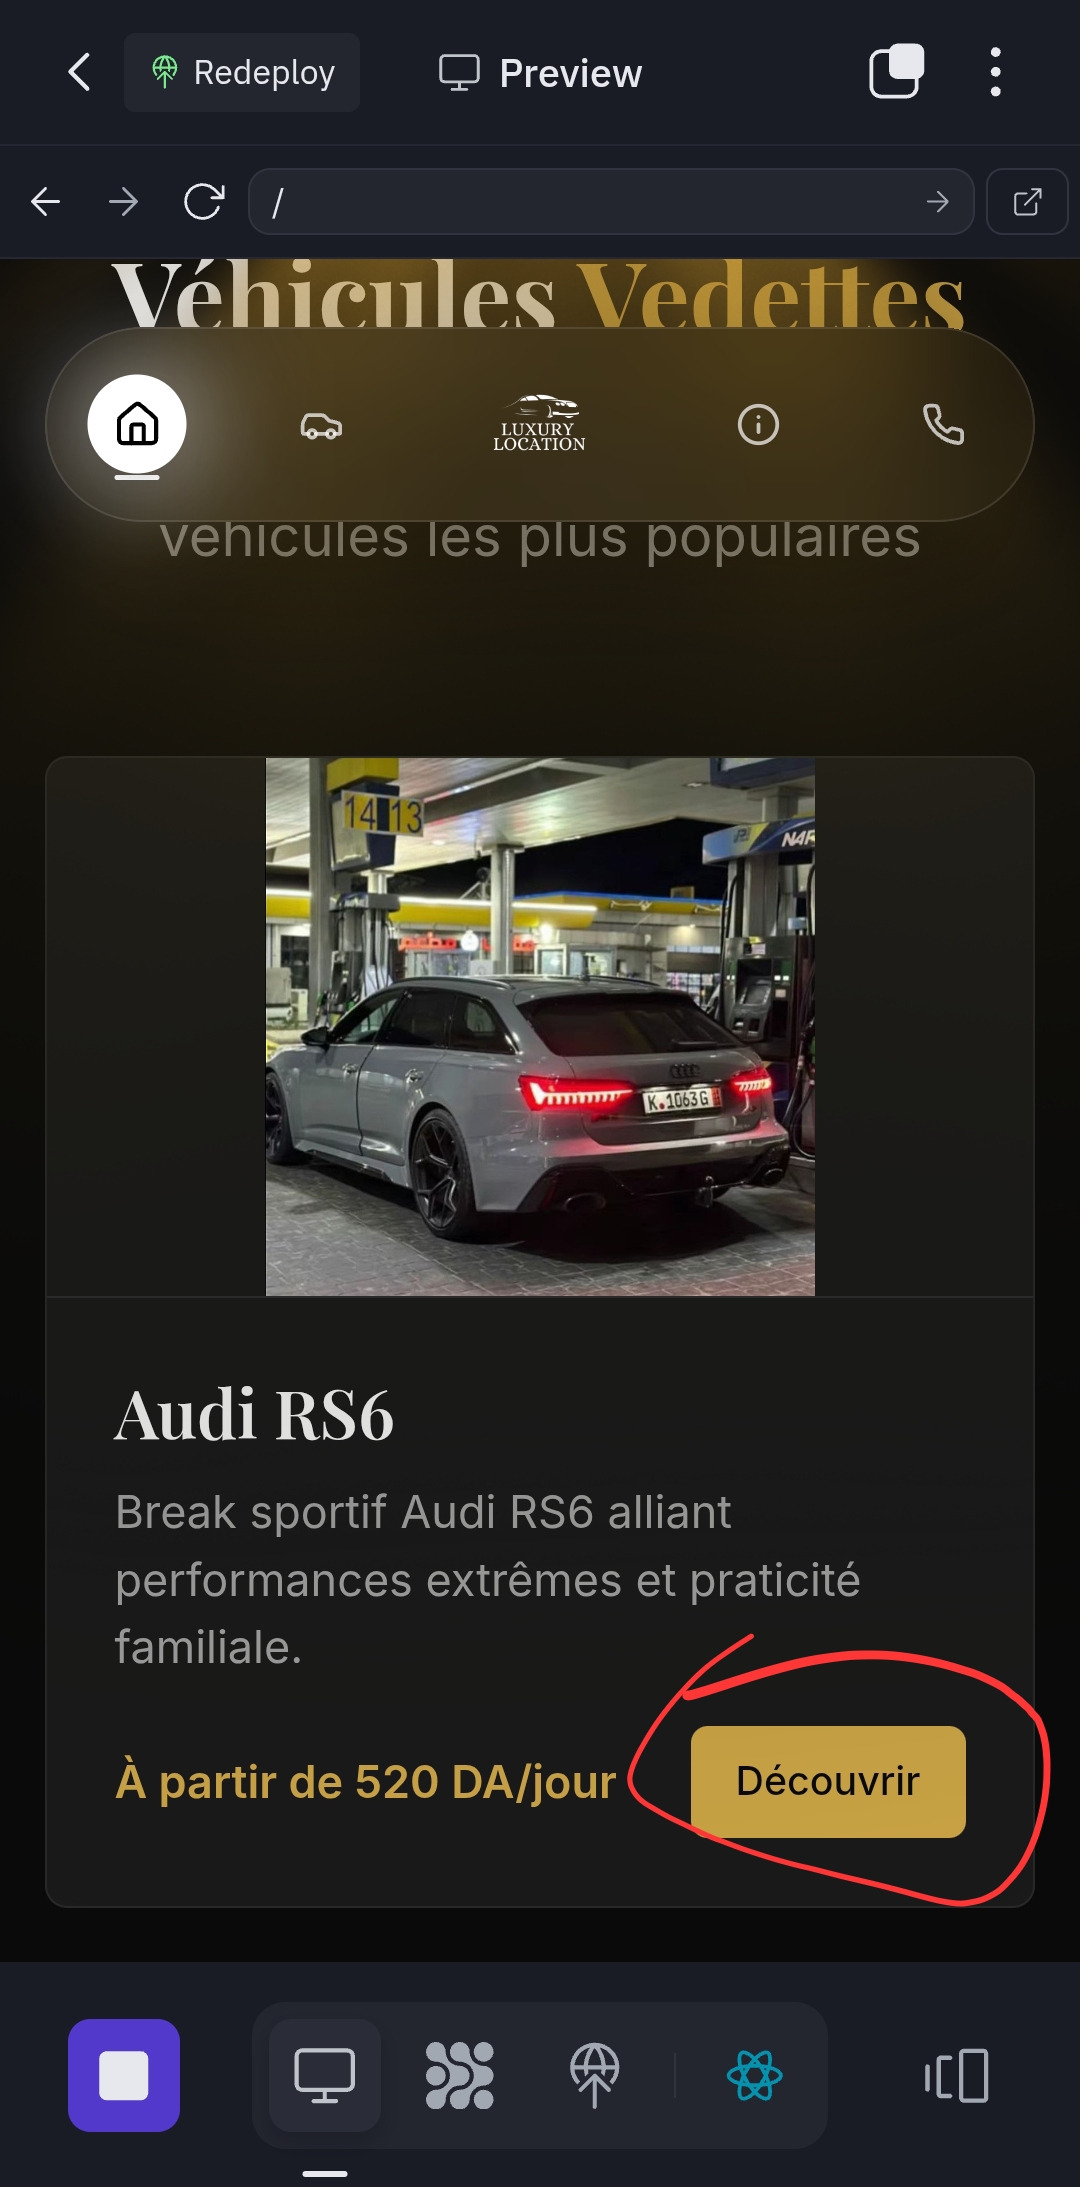 Redeploy
Preview
/
Véhicules Vedettes
LUXURY
LOCATION
véhicules les plus populaires
14 13
K.1063G
Audi RS6
Break sportif Audi RS6 alliant
performances extrêmes et praticité
familiale.
À partir de 520 DA/jour
Découvrir